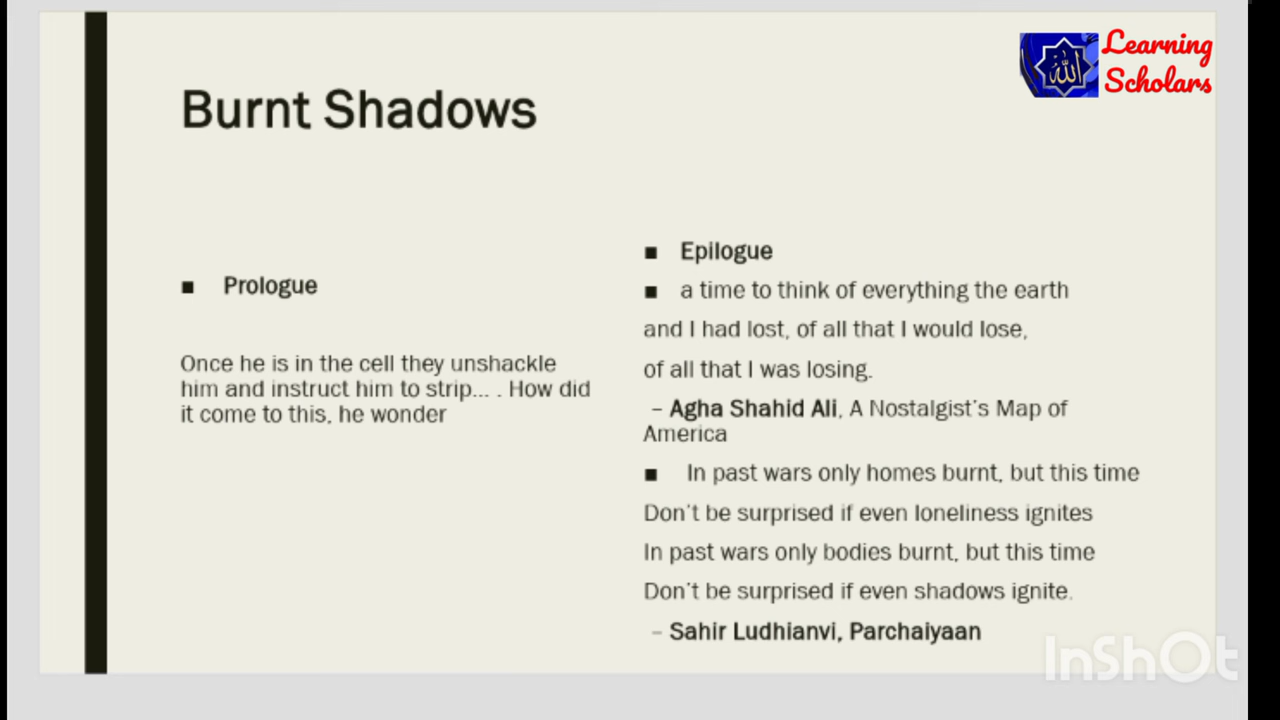 Learning
Scholars
الله
Burnt Shadows
■ Prologue
Once he is in the cell they unshackle
him and instruct him to strip... . How did
it come to this, he wonder
■ Epilogue
■ a time to think of everything the earth
and I had lost, of all that I would lose,
of all that I was losing.
– Agha Shahid Ali, A Nostalgist's Map of
America
■ In past wars only homes burnt, but this time
Don't be surprised if even loneliness ignites
In past wars only bodies burnt, but this time
Don't be surprised if even shadows ignite.
– Sahir Ludhianvi, Parchaiyaan
InShOt